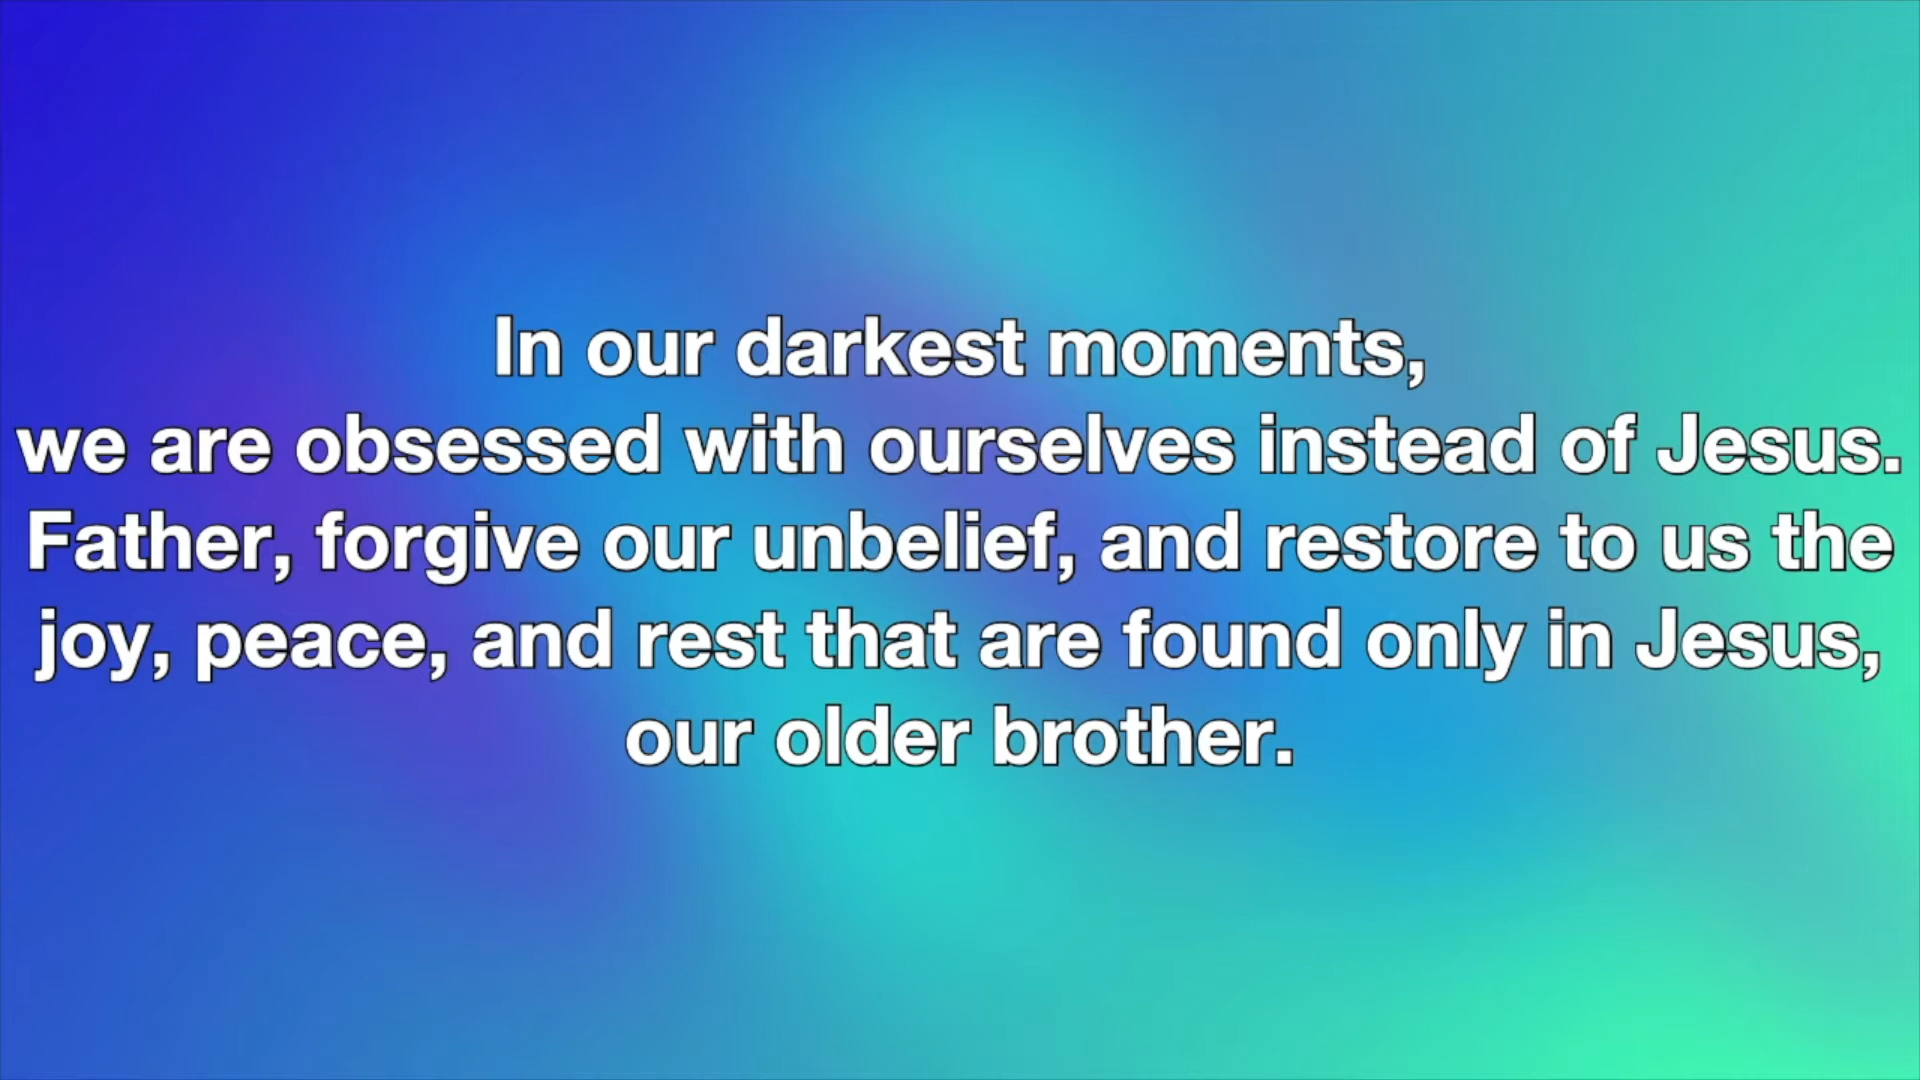 In our darkest moments,
we are obsessed with ourselves instead of Jesus.
Father, forgive our unbelief, and restore to us the
joy, peace, and rest that are found only in Jesus,
our older brother.